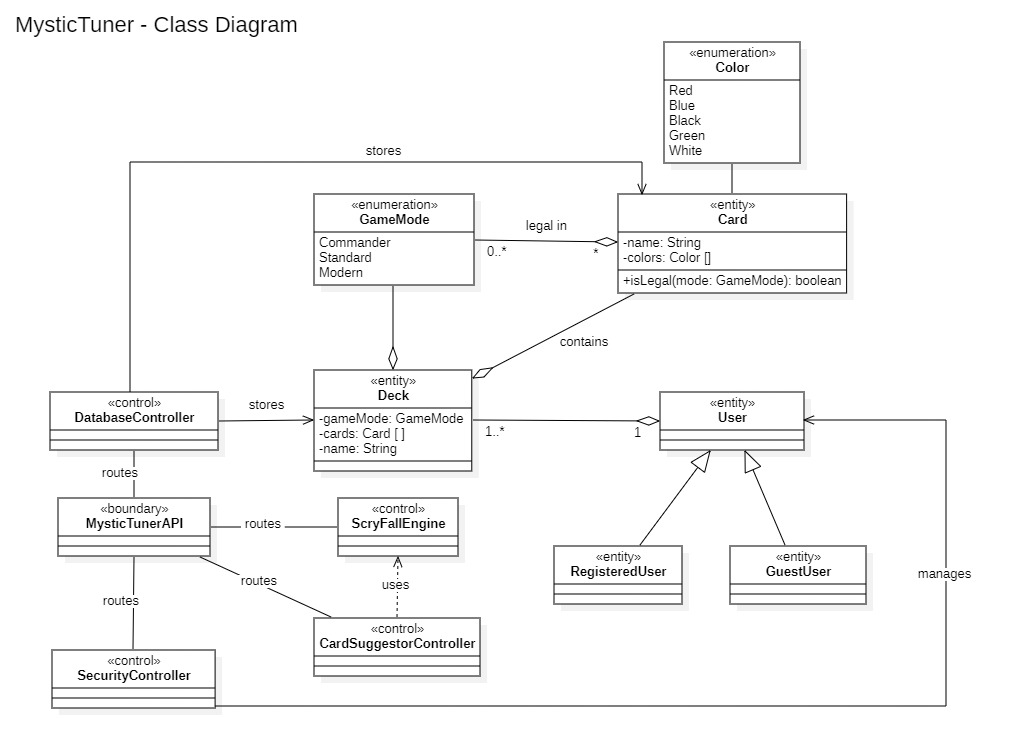 MysticTuner - Class Diagram
«enumeration»
Color
Red
Blue
Black
Green
White
stores
«enumeration»
GameMode
Commander
Standard
Modern
legal in
0..*
*
«entity»
Card
-name: String
-colors: Color []
+isLegal(mode: GameMode): boolean
contains
«control»
DatabaseController
stores
«entity»
Deck
-gameMode: GameMode
-cards: Card [ ]
-name: String
1..*
1
«entity»
User
routes
«boundary»
MysticTunerAPI
routes
«control»
ScryFallEngine
«entity»
RegisteredUser
«entity»
GuestUser
manages
routes
uses
routes
«control»
CardSuggestorController
«control»
SecurityController